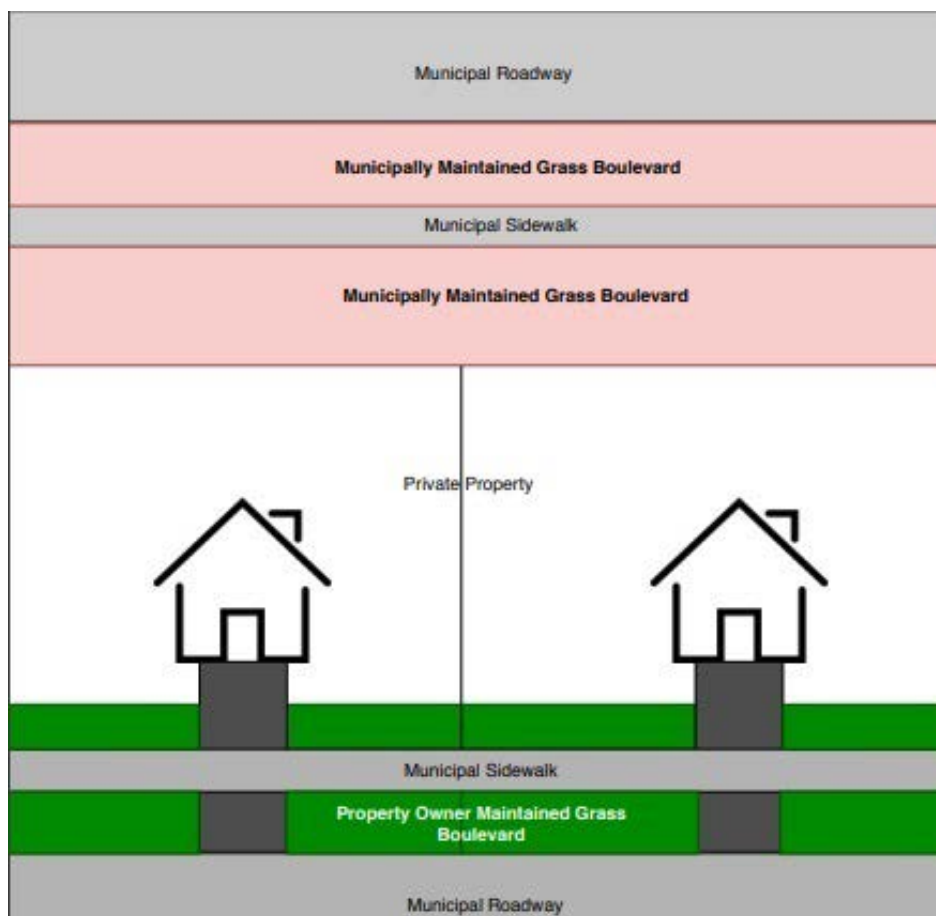 Municipal Roadway
Municipally Maintained Grass Boulevard
Municipal Sidewalk
Municipally Maintained Grass Boulevard
Private Property
Municipal Sidewalk
Property Owner Maintained Grass
Boulevard
Municipal Roadway